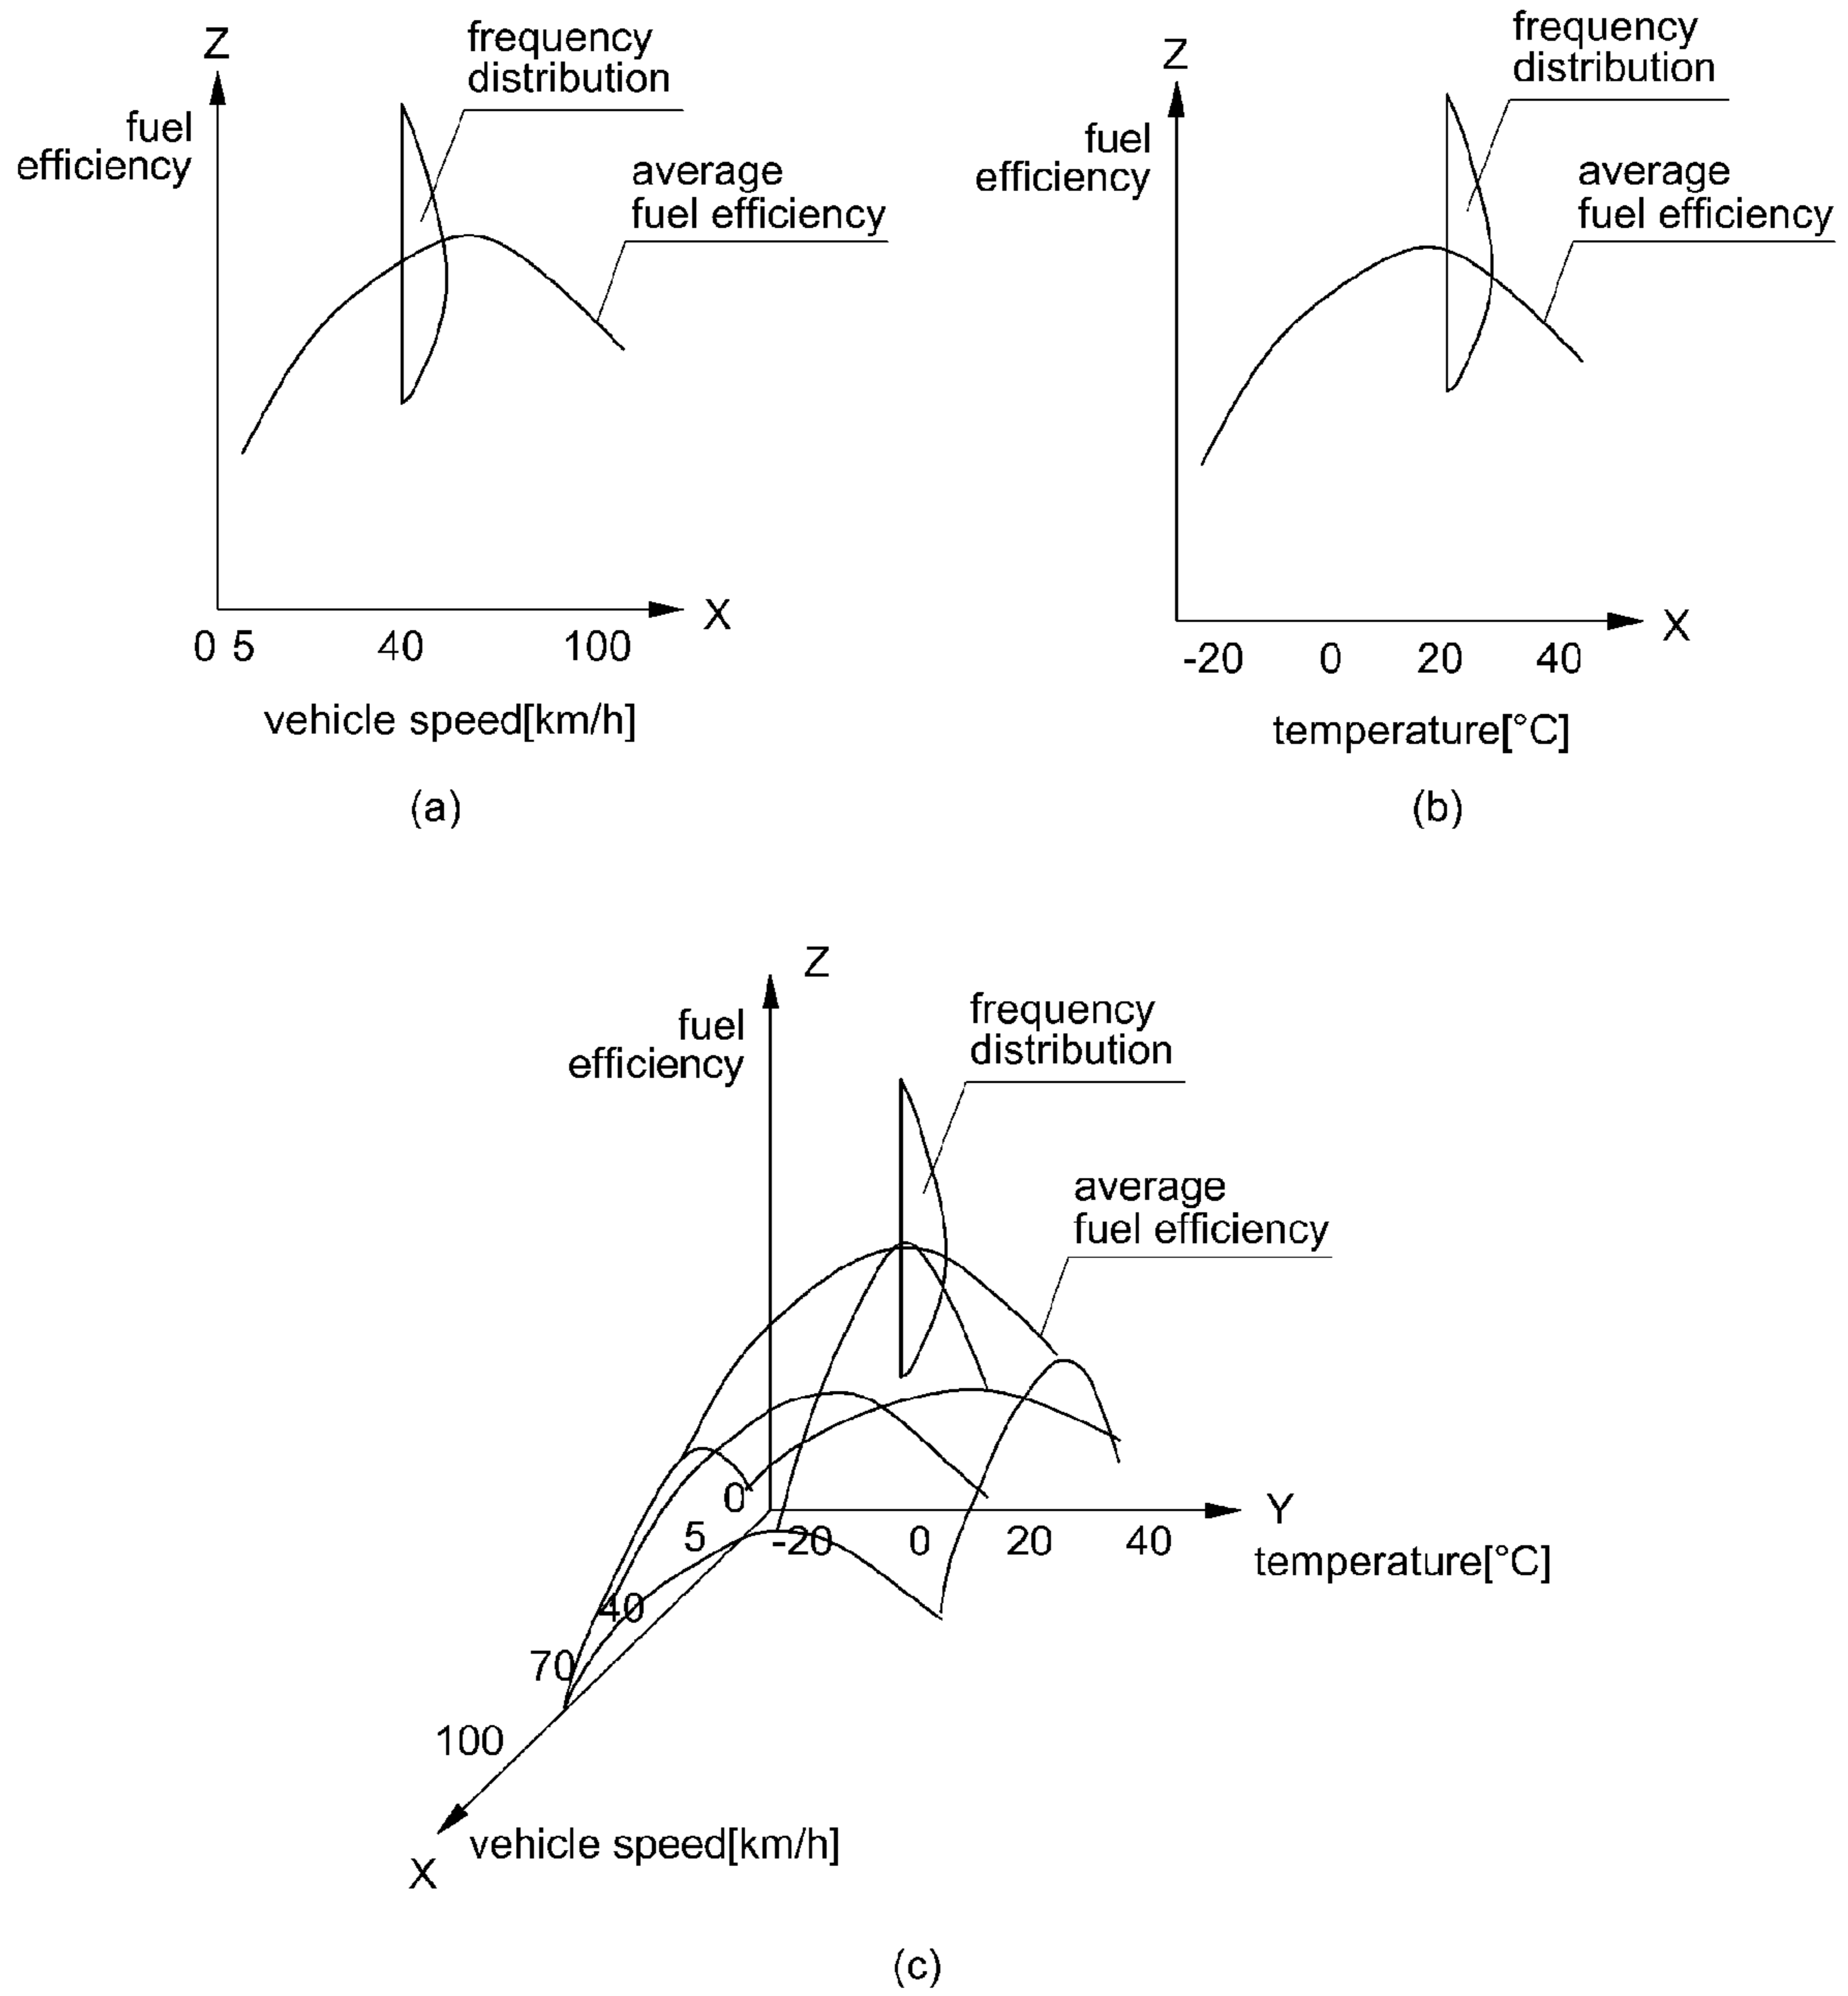 Z
frequency
distribution
fuel
efficiency
average
fuel efficiency
X
0 5 40 100
vehicle speed[km/h]
(a)
Z
frequency
distribution
fuel
efficiency
average
fuel efficiency
X
-20 0 20 40
temperature[°C]
(b)
Z
frequency
distribution
fuel
efficiency
average
fuel efficiency
0
Y
5
-20 0 20 40
temperature[°C]
40
70
100
vehicle speed[km/h]
X
(c)